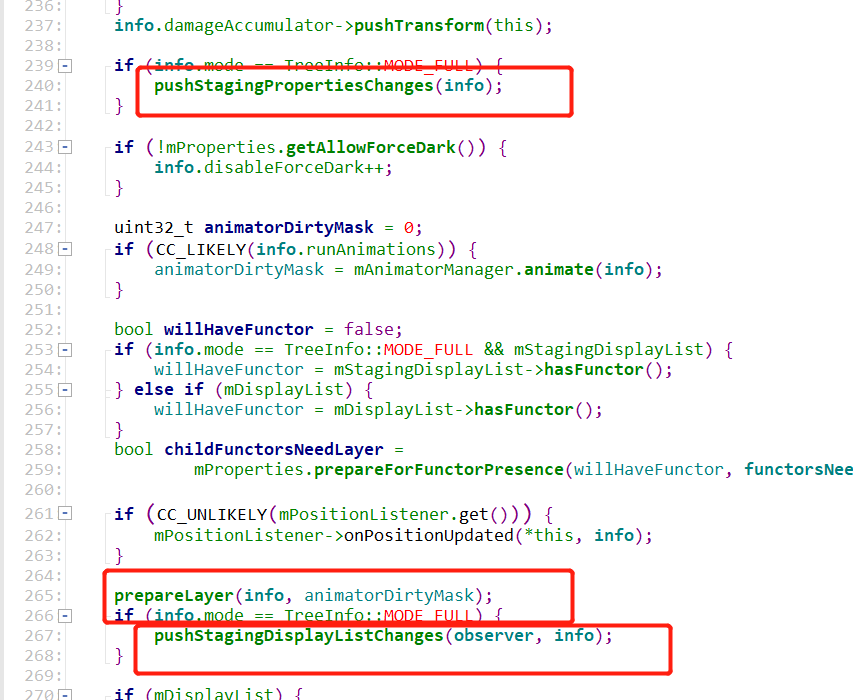 236: }
237: info.damageAccumulator->pushTransform(this);
238:
239: if (info.mode == TreeInfo::MODE_FULL) {
240: pushStagingPropertiesChanges(info);
241: }
242:
243: if (!mProperties.getAllowForceDark()) {
244: info.disableForceDark++;
245: }
246:
247: uint32_t animatorDirtyMask = 0;
248: if (CC_LIKELY(info.runAnimations)) {
249: animatorDirtyMask = mAnimatorManager.animate(info);
250: }
251:
252: bool willHaveFunctor = false;
253: if (info.mode == TreeInfo::MODE_FULL && mStagingDisplayList) {
254: willHaveFunctor = mStagingDisplayList->hasFunctor();
255: } else if (mDisplayList) {
256: willHaveFunctor = mDisplayList->hasFunctor();
257: }
258: bool childFunctorsNeedLayer =
259: mProperties.prepareForFunctorPresence(willHaveFunctor, functorsNee
260:
261: if (CC_UNLIKELY(mPositionListener.get())) {
262: mPositionListener->onPositionUpdated(*this, info);
263: }
264:
265: prepareLayer(info, animatorDirtyMask);
266: if (info.mode == TreeInfo::MODE_FULL) {
267: pushStagingDisplayListChanges(observer, info);
268: }
269:
270: if (mDisplayList) {